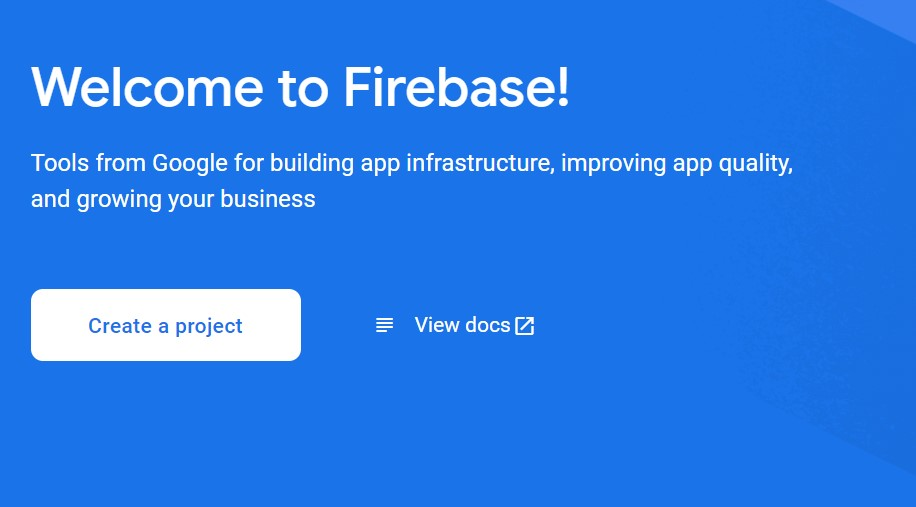 Welcome to Firebase!
Tools from Google for building app infrastructure, improving app quality,
and growing your business
Create a project
View docs